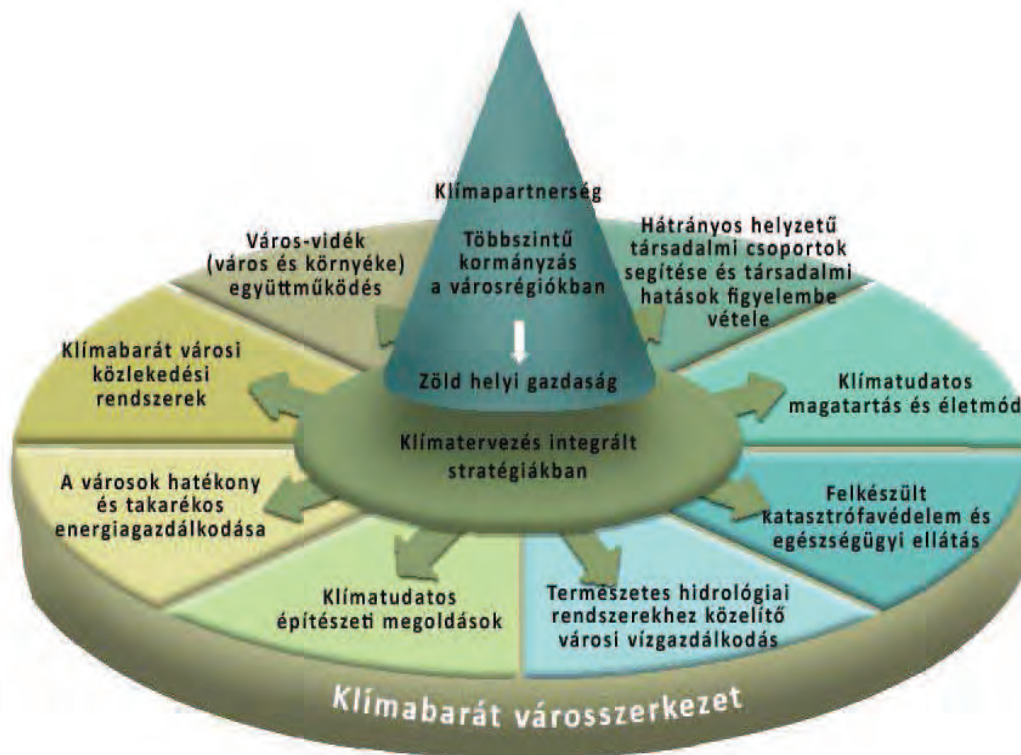 Klímapartnerség
Többszintű
kormányzás
a városrégiókban
Zöld helyi gazdaság
Klímatervezés integrált
stratégiákban
Város-vidék
(város és környéke)
együttműködés
Hátrányos helyzetű
társadalmi csoportok
segítése és társadalmi
hatások figyelembe
vétele
Klímabarát városi
közlekedési
rendszerek
Klímatudatos
magatartás és életmód
A városok hatékony
és takarékos
energiagazdálkodása
Felkészült
katasztrófavédelem és
egészségügyi ellátás
Klímatudatos
építészeti megoldások
Természetes hidrológiai
rendszerekhez közelítő
városi vízgazdálkodás
Klímabarát városszerkezet